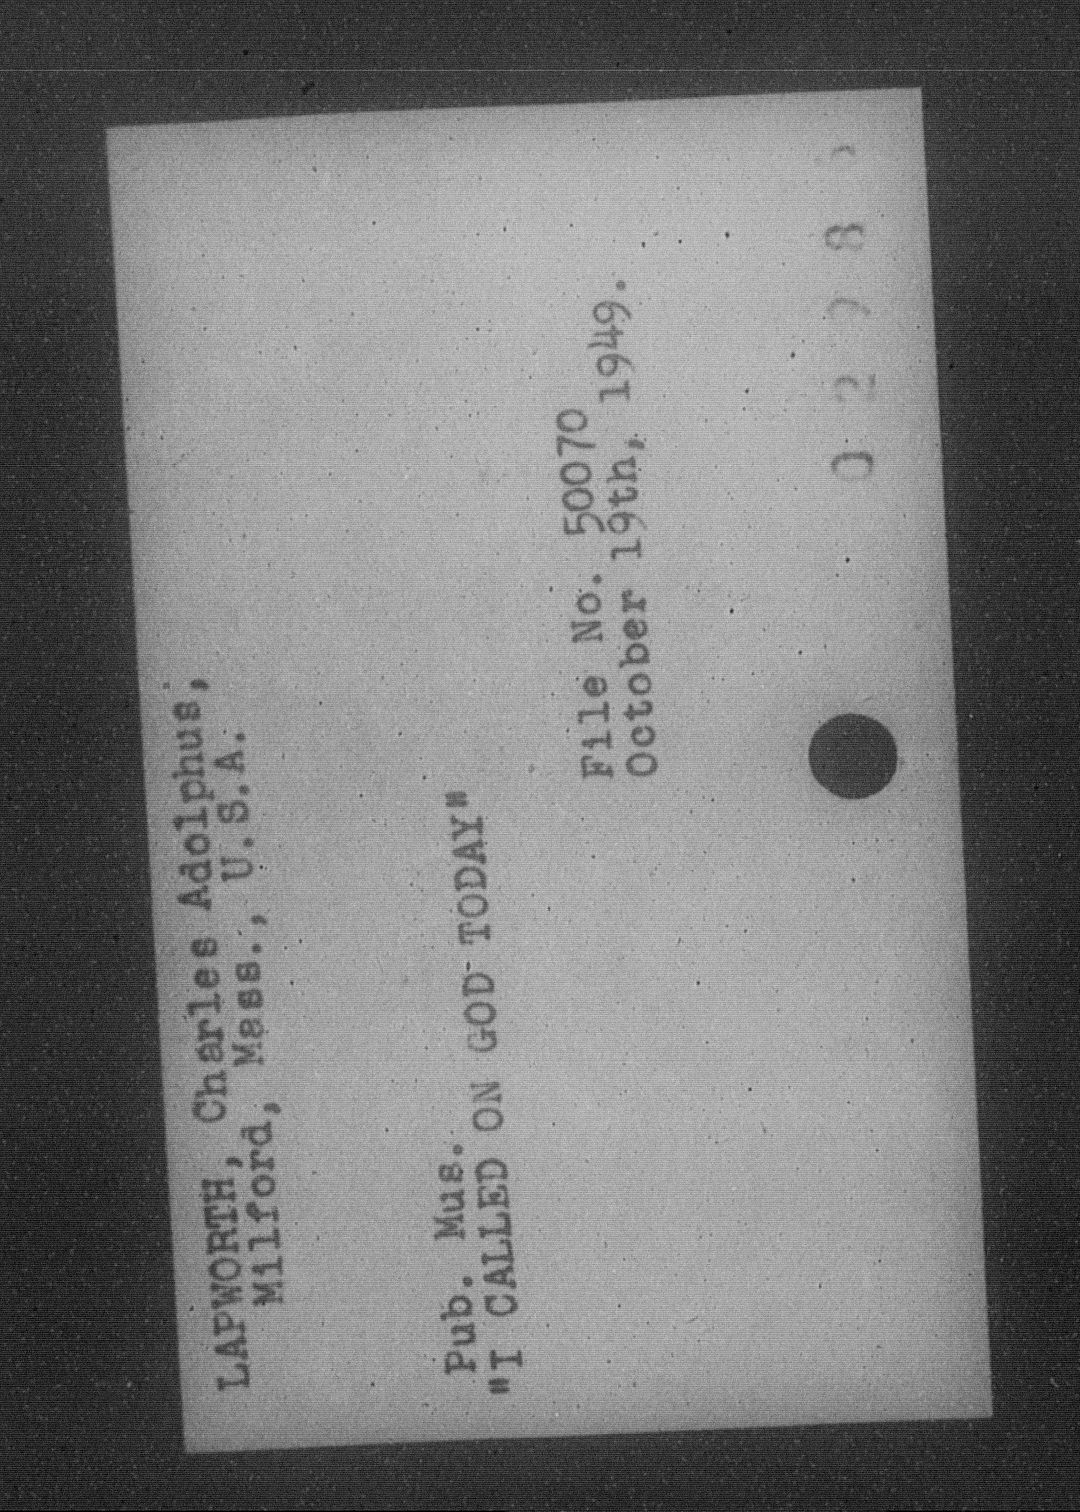 LAPWORTH, Charles Adolphus,
Milford, Mass., U.S.A.
Pub. Mus.
"I CALLED ON GOD TODAY"
File No. 50070
October 19th, 1949.